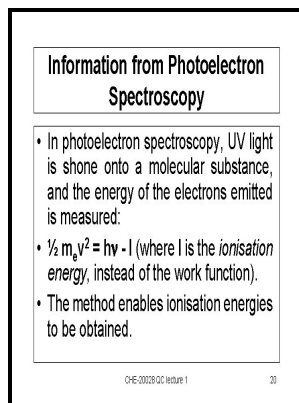 Information from Photoelectron
Spectroscopy
• In photoelectron spectroscopy, UV light
is shone onto a molecular substance,
and the energy of the electrons emitted
is measured:
• ½ mₑv² = hν - I (where I is the ionisation
energy, instead of the work function).
• The method enables ionisation energies
to be obtained.
CHE-20028 QC lecture 1
20